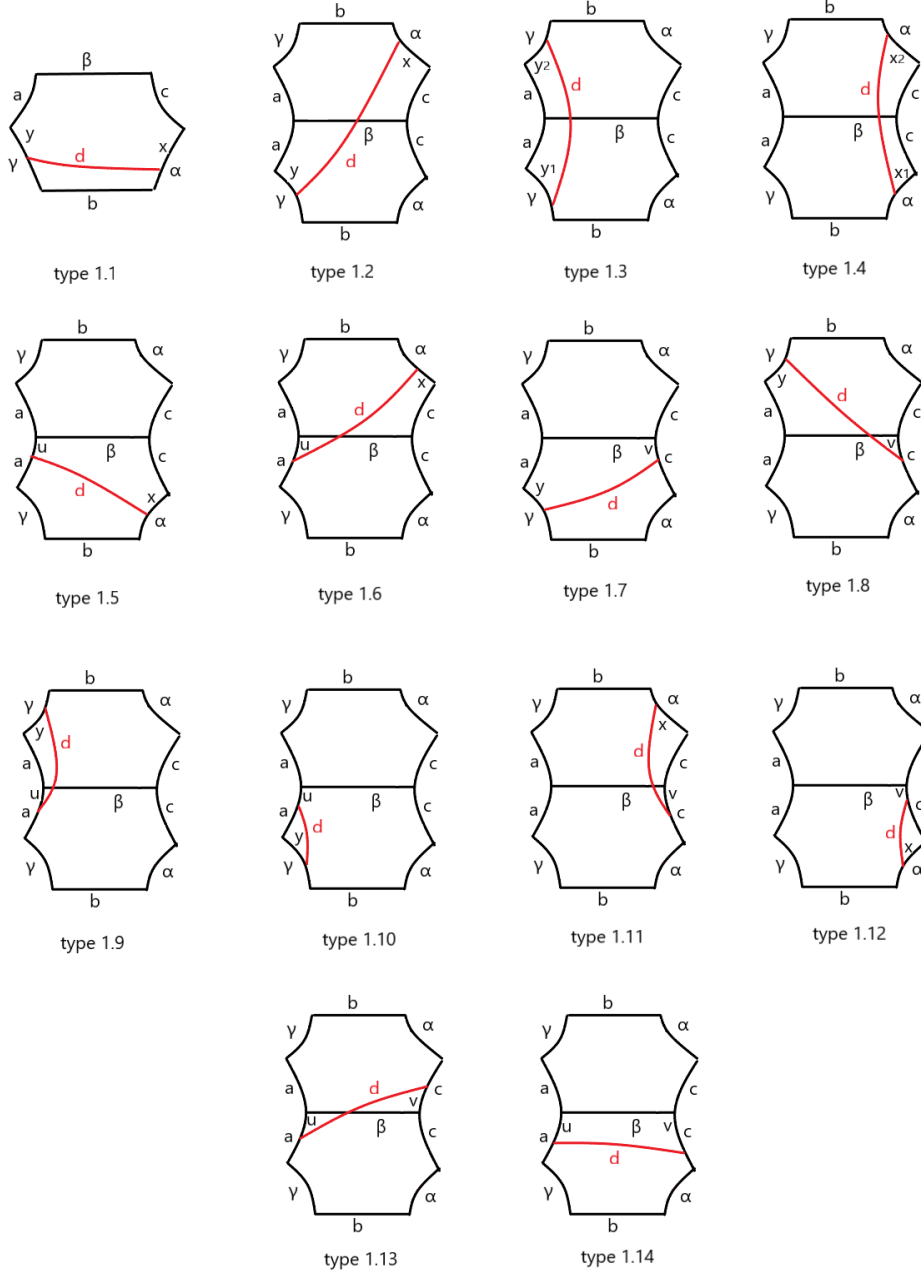 β
a c
y x
γ d α
b
type 1.1
b
γ α
x
a c
d β
a c
y
γ α
b
type 1.2
b
γ α
y2
a d c
β
a c
y1
γ α
b
type 1.3
b
γ α
x2
a d c
β
a c
x1
γ α
b
type 1.4
b
γ α
a c
u β
a c
d x
γ α
b
type 1.5
b
γ α
x
a d c
u β
a c
γ α
b
type 1.6
b
γ α
a c
β v
a c
y d
γ α
b
type 1.7
b
γ α
y d
a c
β v
a c
γ α
b
type 1.8
b
γ α
y d
a c
u β
a c
γ α
b
type 1.9
b
γ α
a c
u β
a d c
y
γ α
b
type 1.10
b
γ α
x
a d c
β v
a c
γ α
b
type 1.11
b
γ α
a c
β v
a c
d x
γ α
b
type 1.12
b
γ α
a d c
v
u β
a c
γ α
b
type 1.13
b
γ α
a c
u β v
a c
d
γ α
b
type 1.14